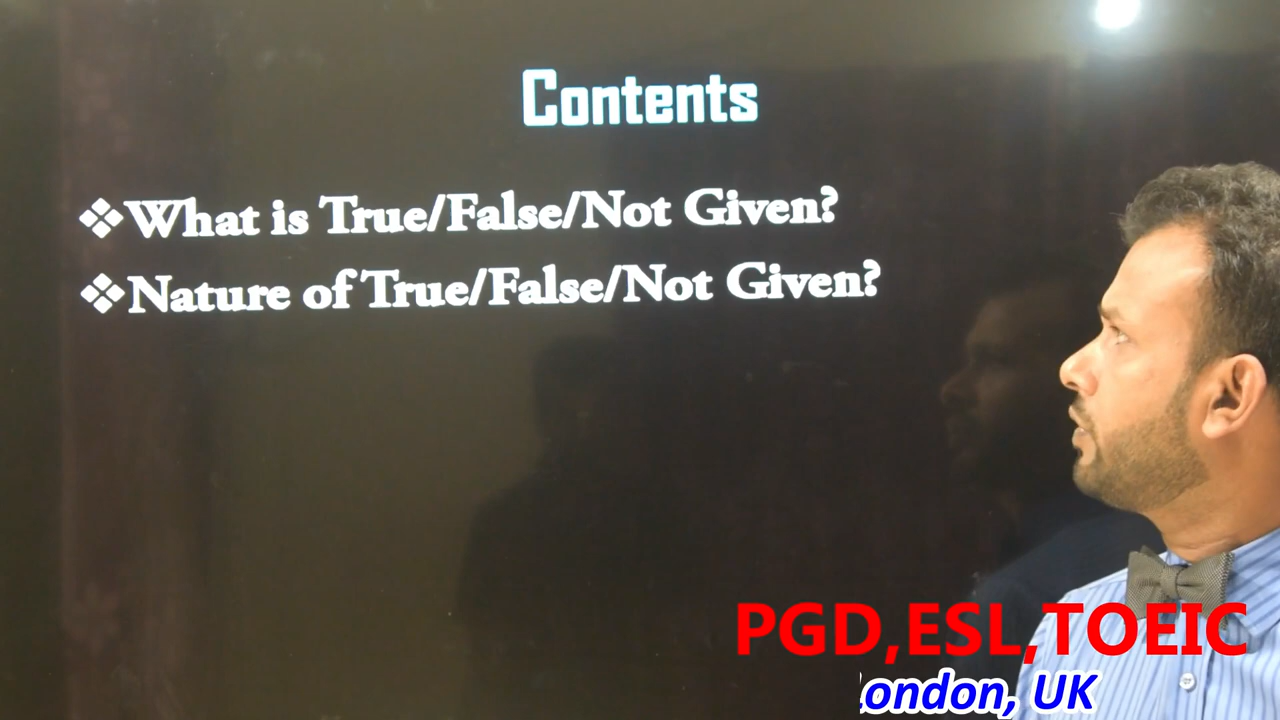 Contents
❖What is True/False/Not Given?
❖Nature of True/False/Not Given?
PGD,ESL,TOEIC
ondon, UK